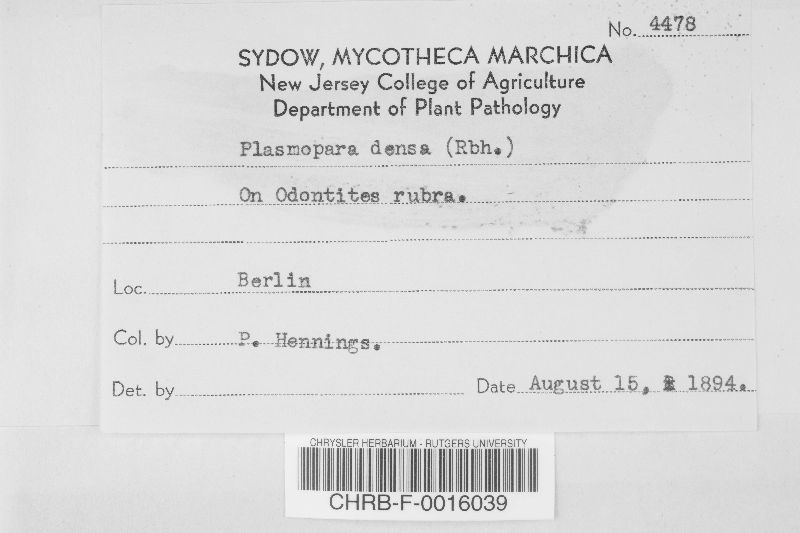 No. 4478
SYDOW, MYCOTHECA MARCHICA
New Jersey College of Agriculture
Department of Plant Pathology
Plasmopara densa (Rbh.)
On Odontites rubra.
Loc. Berlin
Col. by P. Hennings.
Det. by
Date August 15, 1894.
CHRYSLER HERBARIUM - RUTGERS UNIVERSITY
CHRB-F-0016039